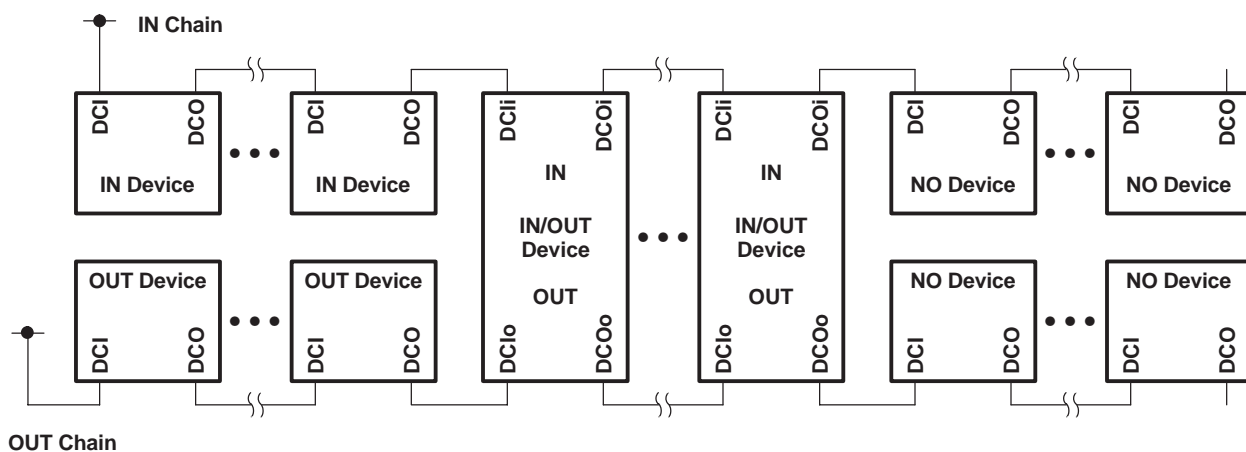 IN Chain
DCI
DCO
IN Device
DCI
DCO
IN Device
DCIi
DCOi
IN
IN/OUT
Device
OUT
DCIo
DCOo
DCIi
DCOi
IN
IN/OUT
Device
OUT
DCIo
DCOo
DCI
DCO
NO Device
DCI
DCO
NO Device
OUT Device
DCI
DCO
OUT Device
DCI
DCO
NO Device
DCI
DCO
NO Device
DCI
DCO
OUT Chain